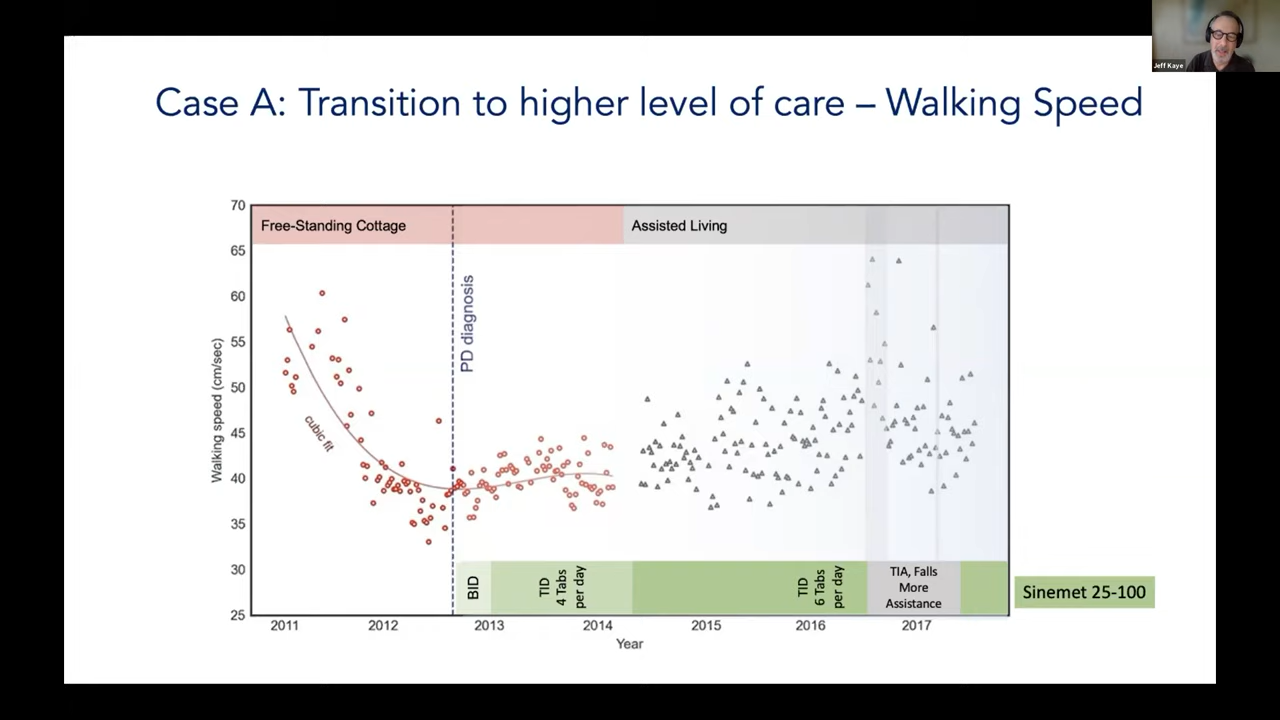 Jeff Kaye
Case A: Transition to higher level of care – Walking Speed
70
65
60
55
50
45
40
35
30
25
Walking speed (cm/sec)
Free-Standing Cottage
Assisted Living
PD diagnosis
cubic fit
BID
TID
4 Tabs
per day
TID
6 Tabs
per day
TIA, Falls
More
Assistance
Sinemet 25-100
2011 2012 2013 2014 2015 2016 2017
Year